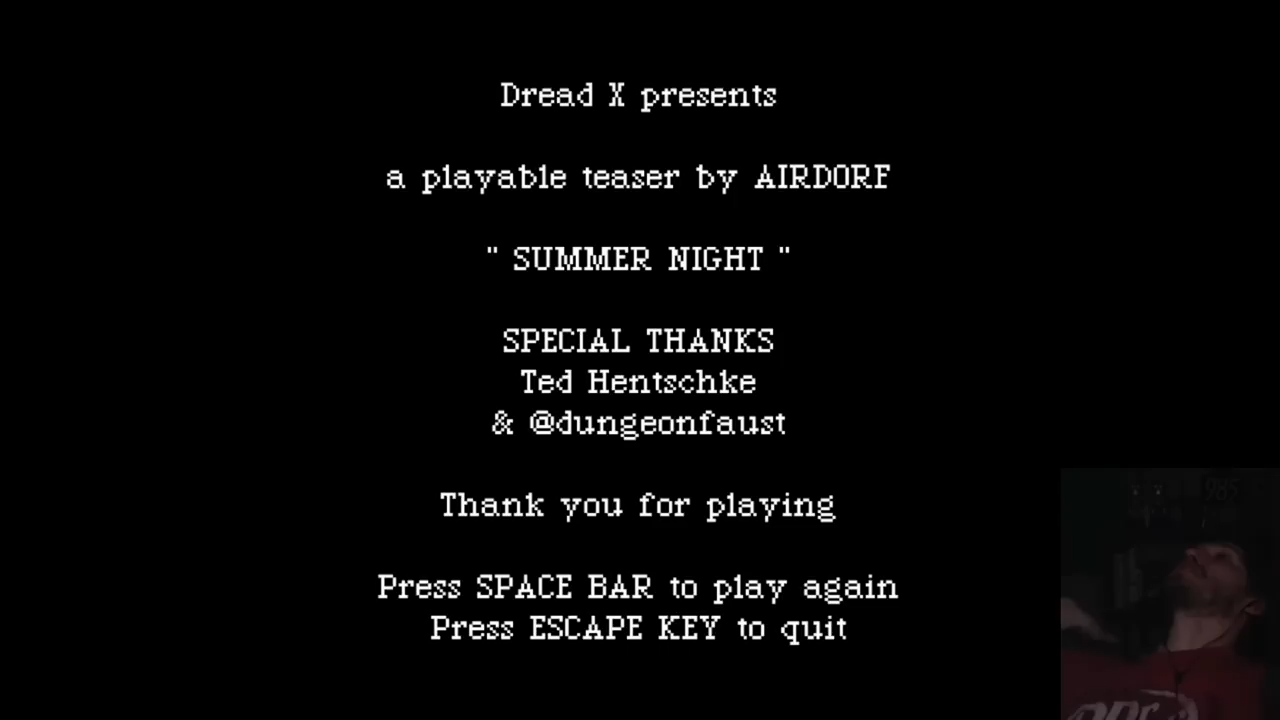 Dread X presents
a playable teaser by AIRDORF
" SUMMER NIGHT "
SPECIAL THANKS
Ted Hentschke
& @dungeonfaust
Thank you for playing
Press SPACE BAR to play again
Press ESCAPE KEY to quit